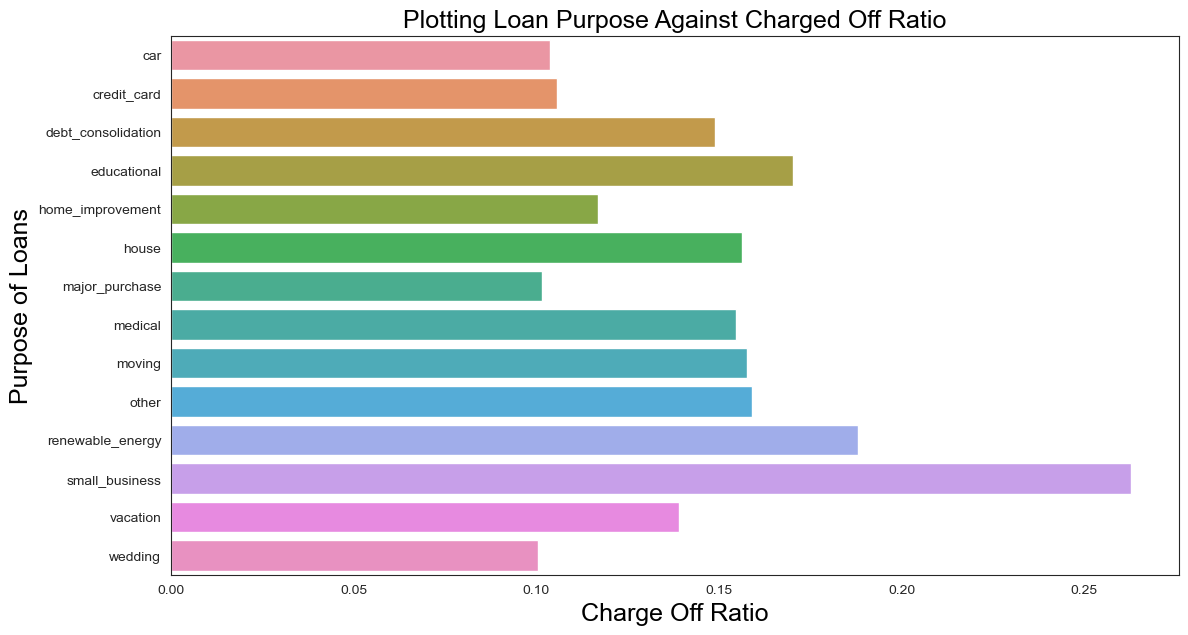 Plotting Loan Purpose Against Charged Off Ratio
Purpose of Loans
car
credit_card
debt_consolidation
educational
home_improvement
house
major_purchase
medical
moving
other
renewable_energy
small_business
vacation
wedding
0.00 0.05 0.10 0.15 0.20 0.25
Charge Off Ratio